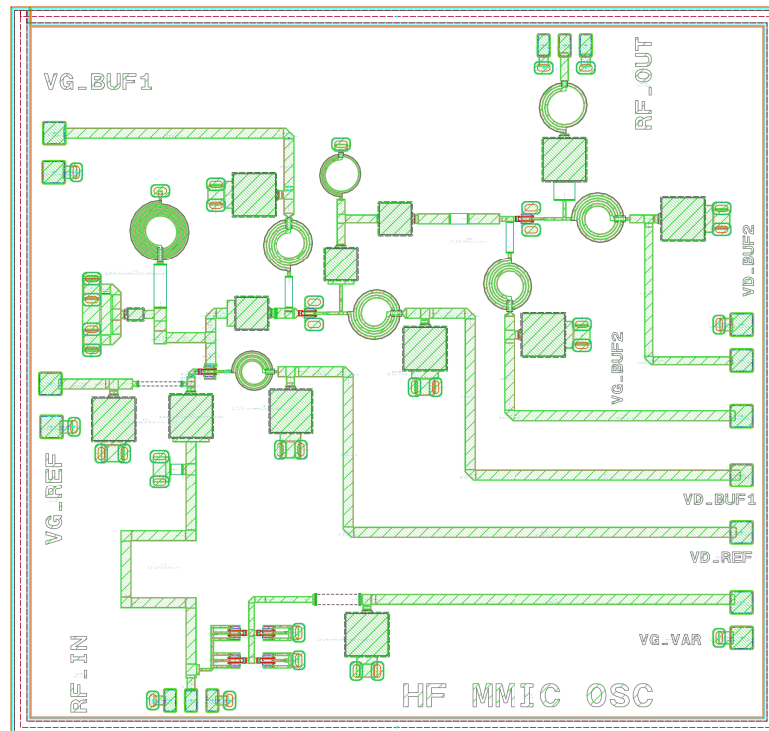 VG_BUF1
RF_OUT
VD_BUF2
VG_BUF2
VG_REF
VD_BUF1
VD_REF
VG_VAR
RF_IN
HF MMIC OSC